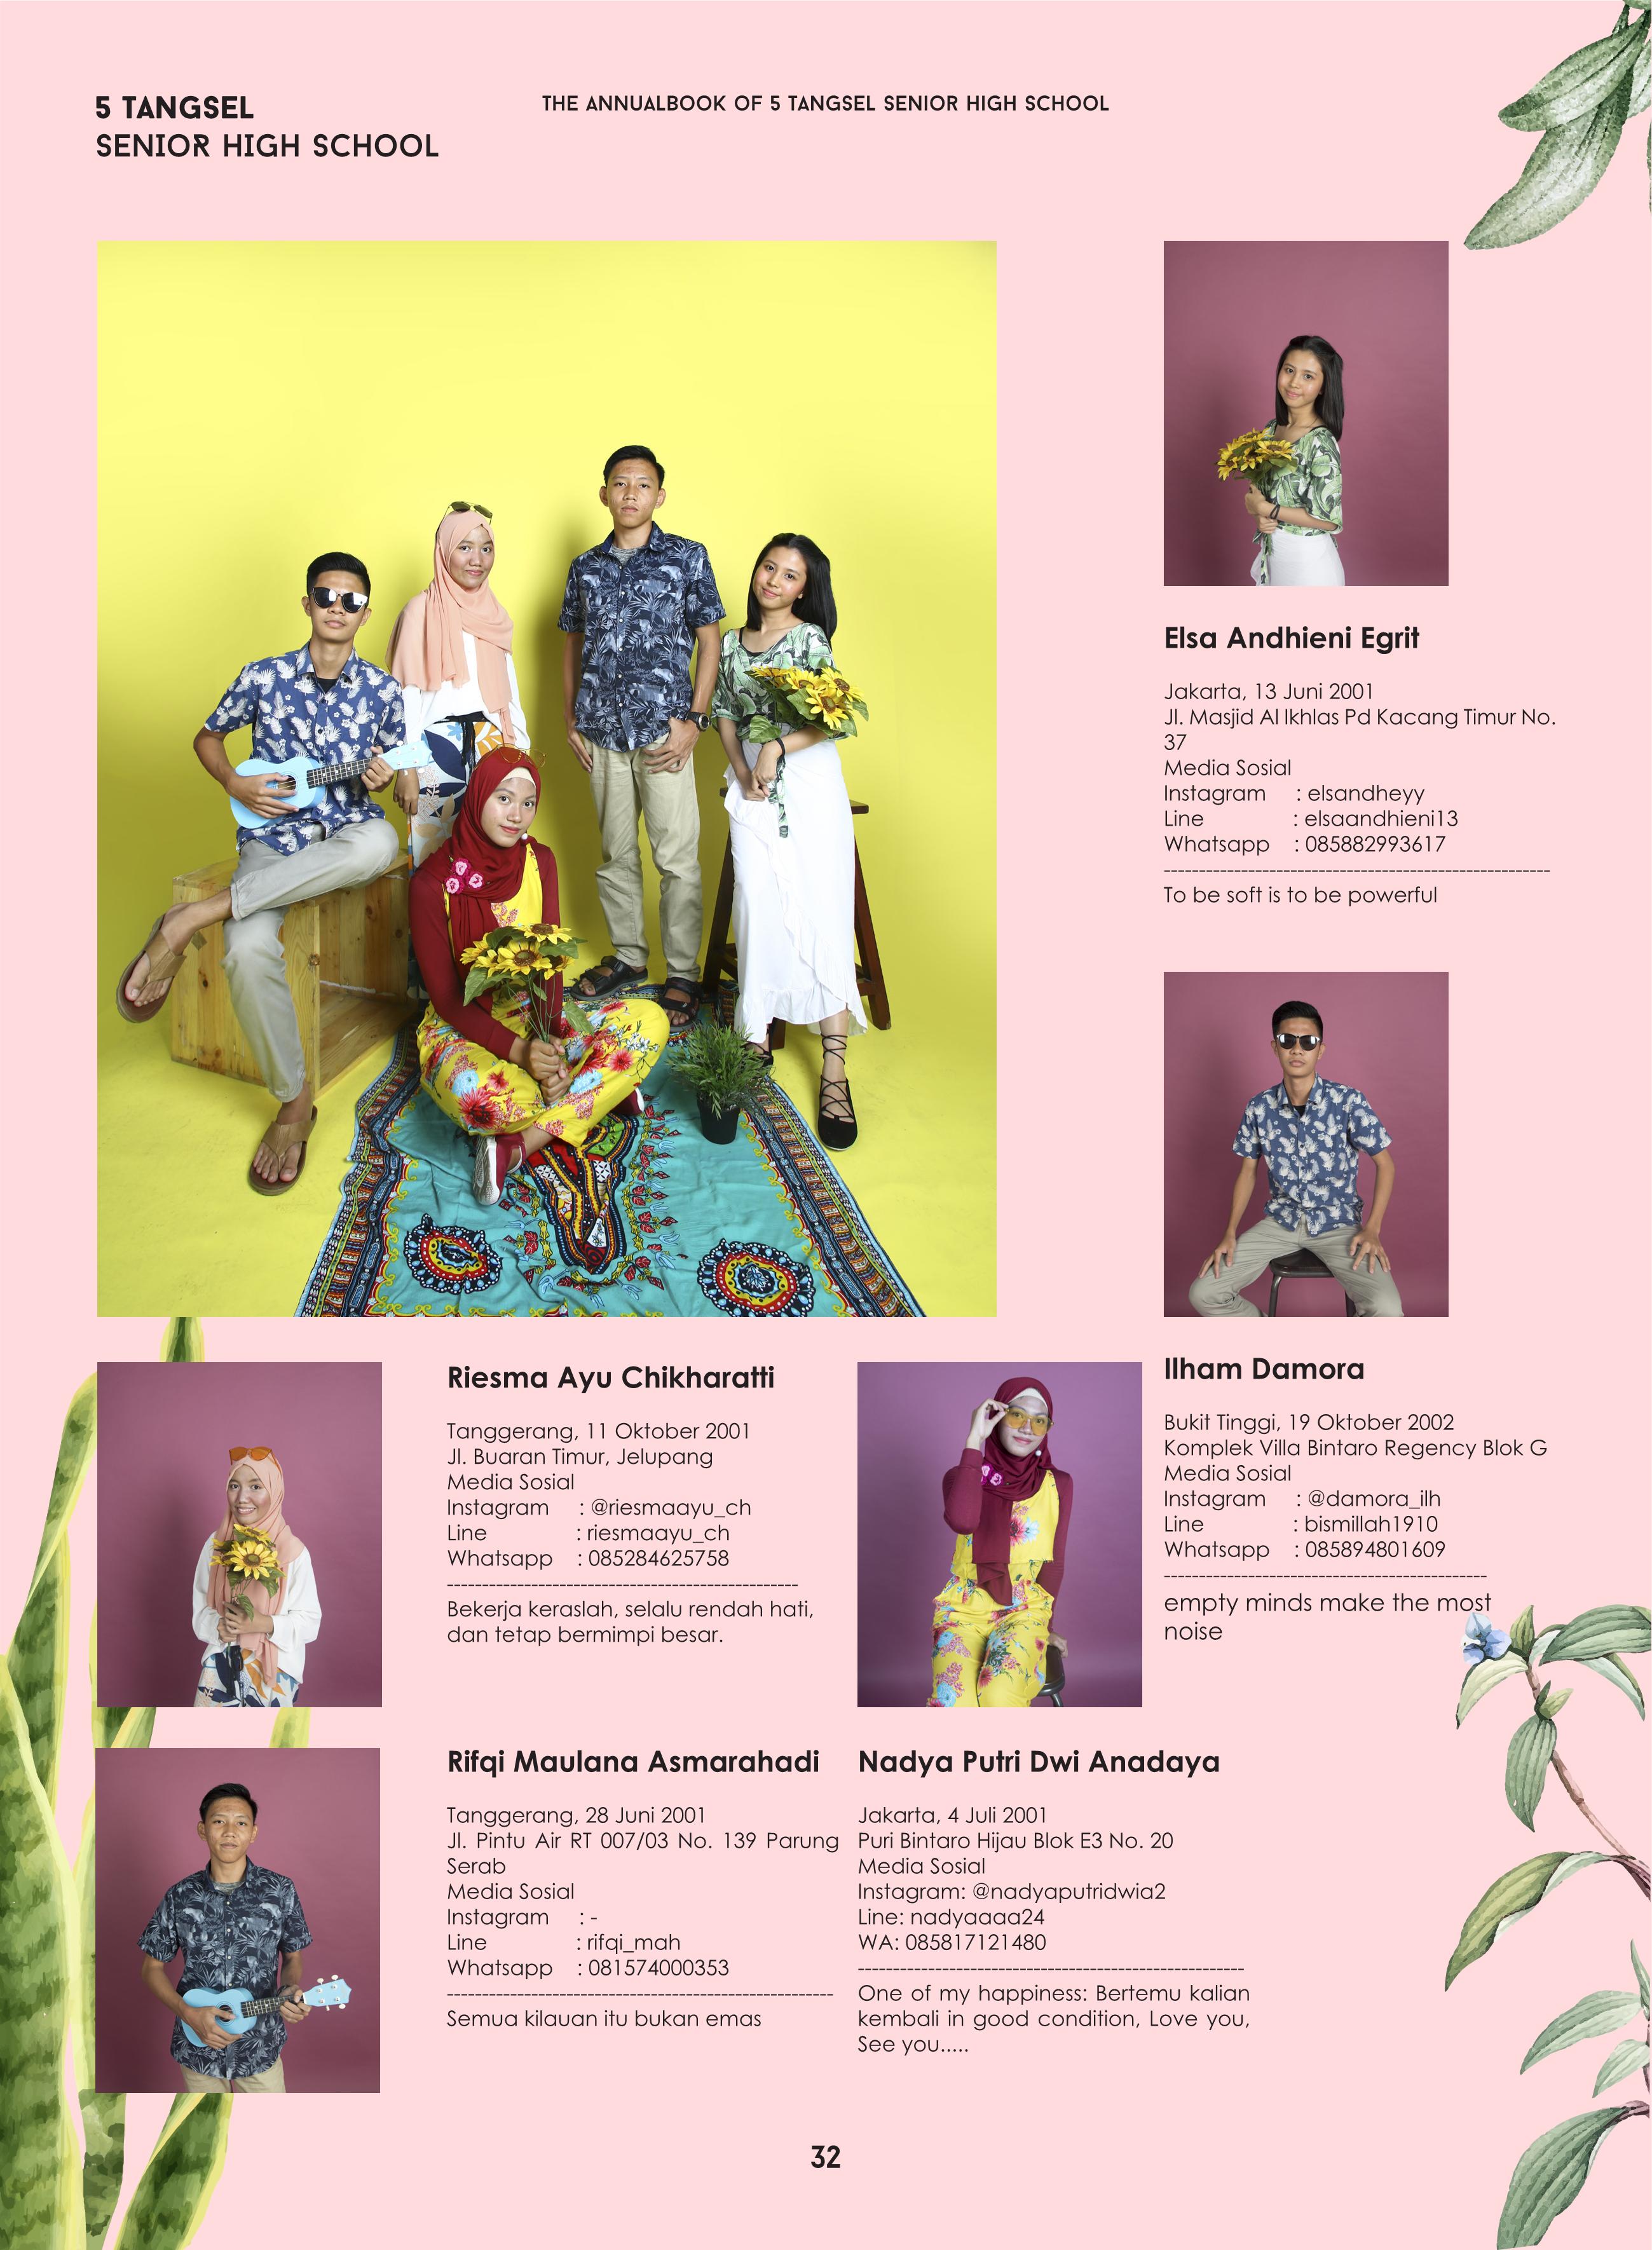 5 TANGSEL
SENIOR HIGH SCHOOL
THE ANNUALBOOK OF 5 TANGSEL SENIOR HIGH SCHOOL
Elsa Andhieni Egrit
Jakarta, 13 Juni 2001
Jl. Masjid Al Ikhlas Pd Kacang Timur No.
37
Media Sosial
Instagram : elsandheyy
Line : elsaandhieni13
Whatsapp : 085882993617
-------------------------------------------------------
To be soft is to be powerful
Ilham Damora
Bukit Tinggi, 19 Oktober 2002
Komplek Villa Bintaro Regency Blok G
Media Sosial
Instagram : @damora_ilh
Line : bismillah1910
Whatsapp : 085894801609
----------------------------------------------
empty minds make the most
noise
Riesma Ayu Chikharatti
Tanggerang, 11 Oktober 2001
Jl. Buaran Timur, Jelupang
Media Sosial
Instagram : @riesmaayu_ch
Line : riesmaayu_ch
Whatsapp : 085284625758
--------------------------------------------------
Bekerja keraslah, selalu rendah hati,
dan tetap bermimpi besar.
Rifqi Maulana Asmarahadi
Tanggerang, 28 Juni 2001
Jl. Pintu Air RT 007/03 No. 139 Parung
Serab
Media Sosial
Instagram : -
Line : rifqi_mah
Whatsapp : 081574000353
-------------------------------------------------------
Semua kilauan itu bukan emas
Nadya Putri Dwi Anadaya
Jakarta, 4 Juli 2001
Puri Bintaro Hijau Blok E3 No. 20
Media Sosial
Instagram: @nadyaputridwia2
Line: nadyaaaa24
WA: 085817121480
-------------------------------------------------------
One of my happiness: Bertemu kalian
kembali in good condition, Love you,
See you.....
32